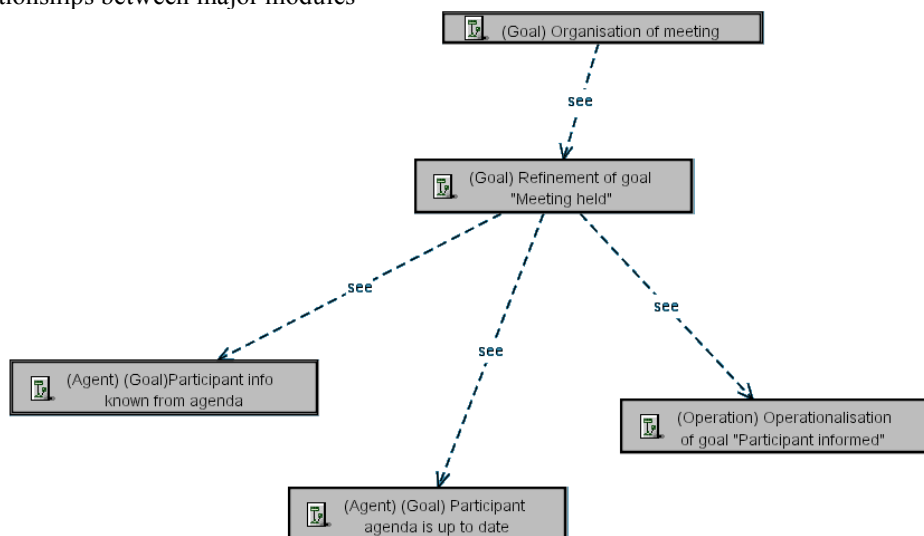 tionships between major modules
(Goal) Organisation of meeting
see
(Goal) Refinement of goal
"Meeting held"
see
see
see
(Agent) (Goal)Participant info
known from agenda
(Operation) Operationalisation
of goal "Participant informed"
(Agent) (Goal) Participant
agenda is up to date